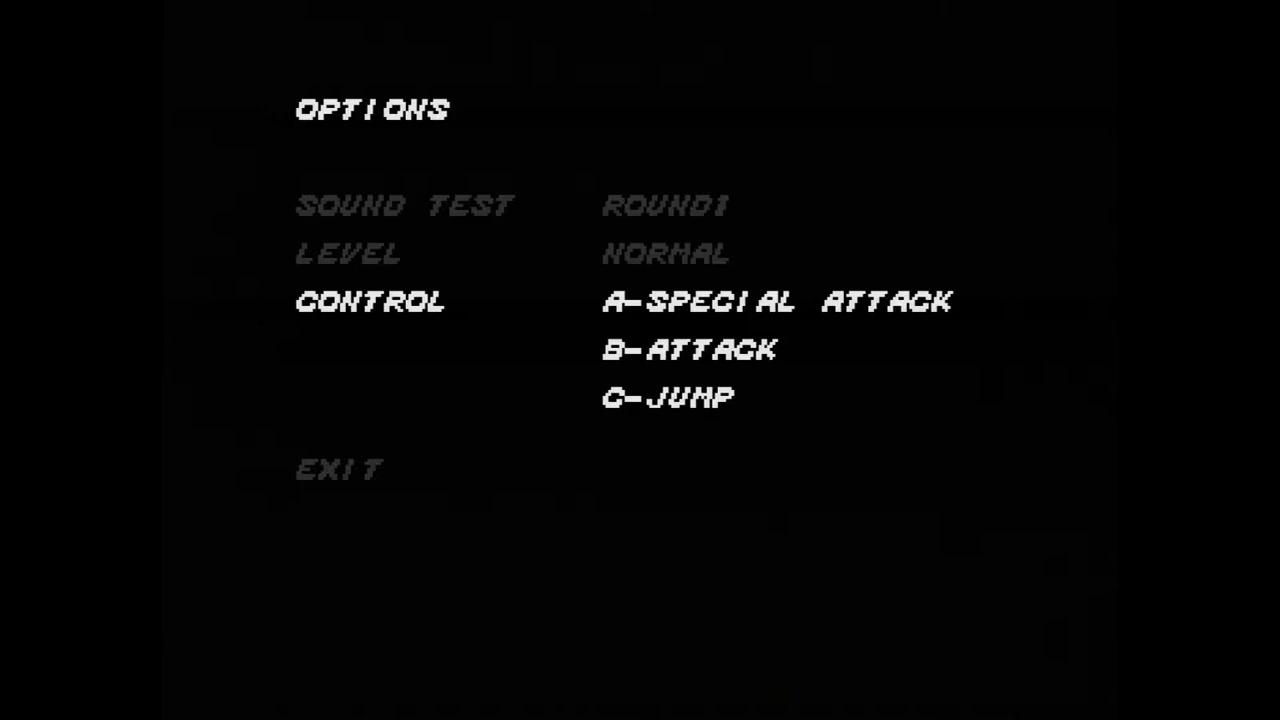 OPTIONS
SOUND TEST ROUND1
LEVEL NORMAL
CONTROL A-SPECIAL ATTACK
B-ATTACK
C-JUMP
EXIT